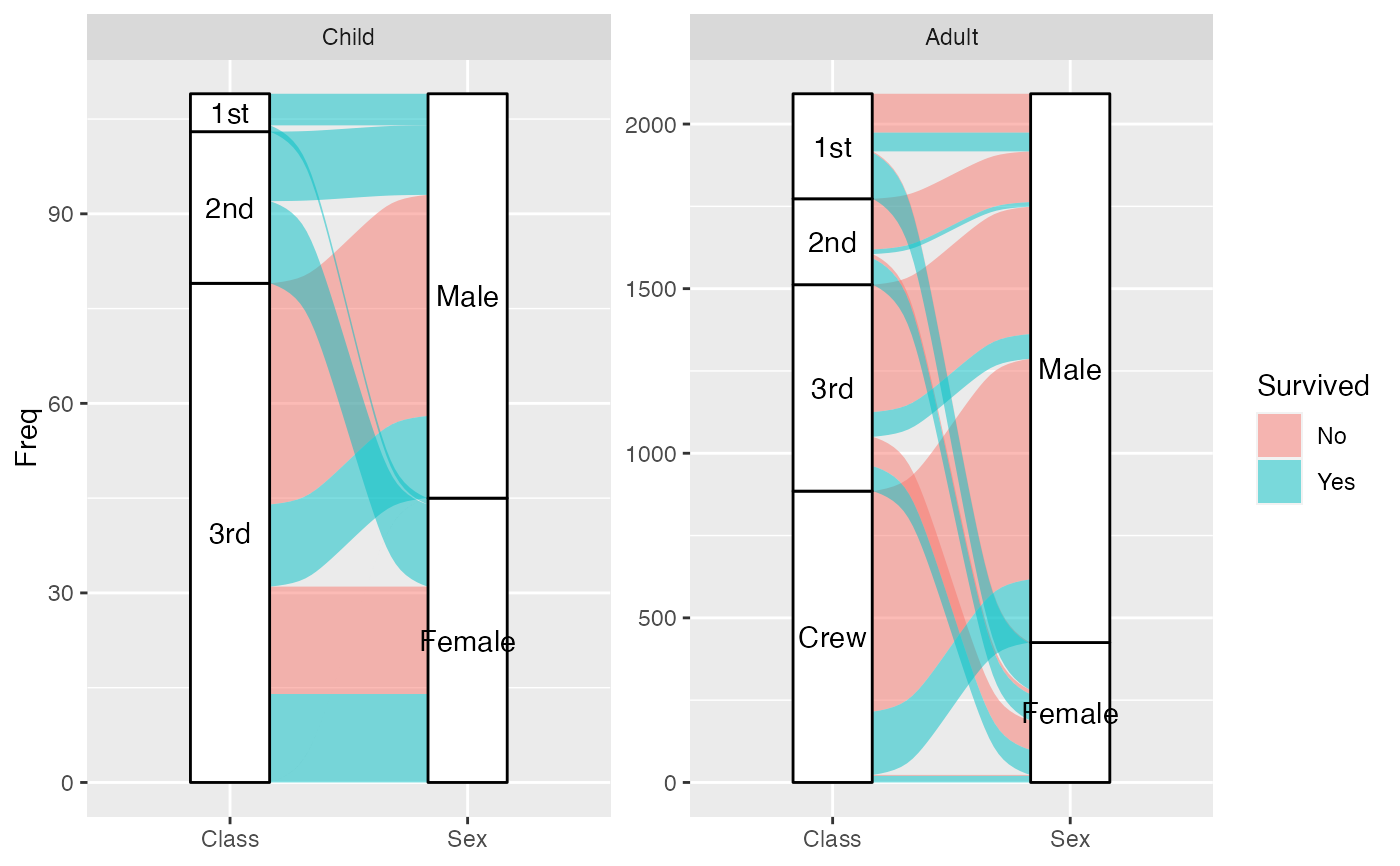 Child
Adult
Freq
90
60
30
0
1st
2nd
3rd
Male
Female
Class
Sex
2000
1500
1000
500
0
1st
2nd
3rd
Crew
Male
Female
Class
Sex
Survived
No
Yes